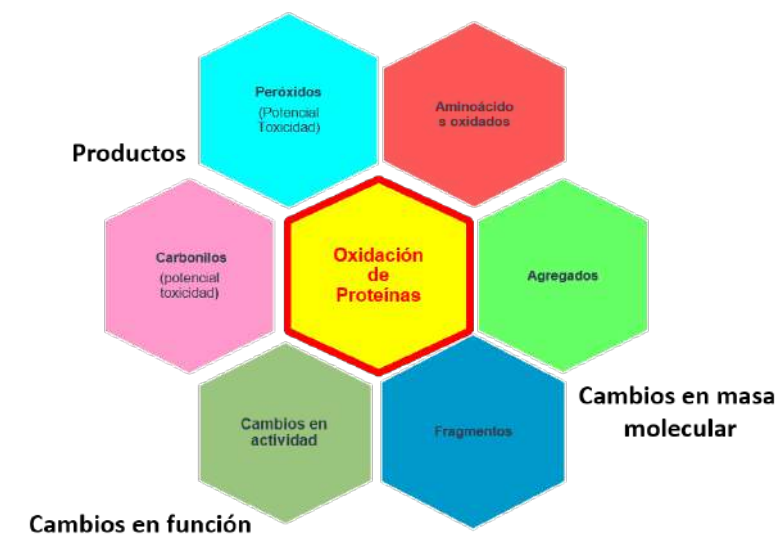 Peróxidos
(Potencial
Toxicidad)
Aminoácido
s oxidados
Productos
Carbonilos
(potencial
toxicidad)
Oxidación
de
Proteínas
Agregados
Cambios en masa
molecular
Cambios en
actividad
Fragmentos
Cambios en función